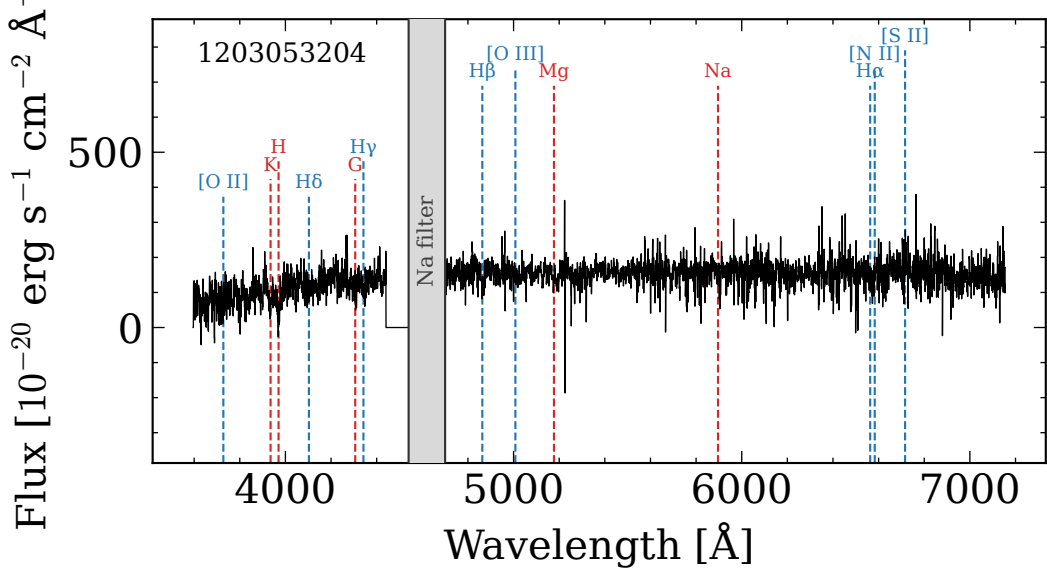 1203053204
[O II]
K
H
Hδ
G
Hγ
Na filter
Hβ
[O III]
Mg
Na
Hα
[N II]
[S II]
500
0
4000
5000
6000
7000
Wavelength [Å]
Flux [10⁻²⁰ erg s⁻¹ cm⁻² Å⁻